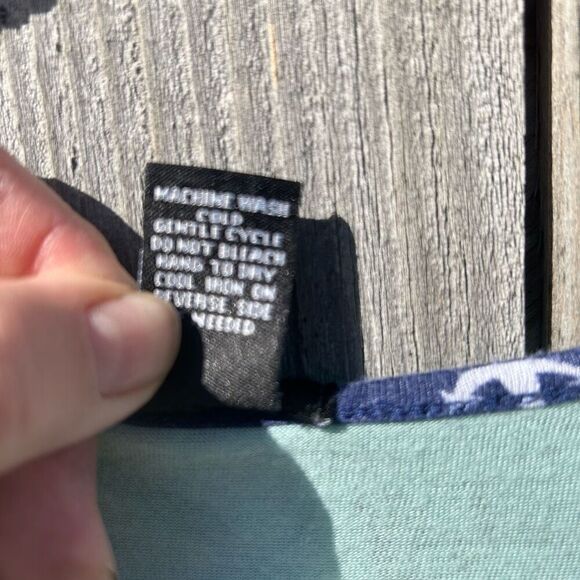 MACHINE WASH
COLD
GENTLE CYCLE
DO NOT BLEACH
HANG TO DRY
COOL IRON ON
REVERSE SIDE
NEEDED